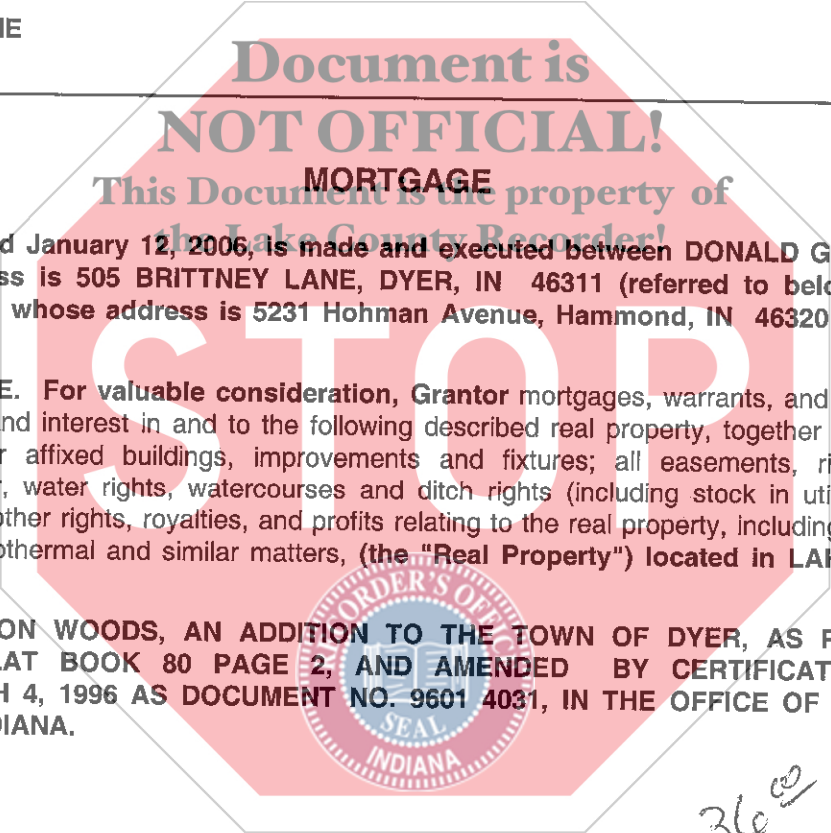 Document is
NOT OFFICIAL!
MORTGAGE
This Document is the property of
the Lake County Recorder!
d January 12, 2006, is made and executed between DONALD G
ss is 505 BRITTNEY LANE, DYER, IN 46311 (referred to belo
whose address is 5231 Hohman Avenue, Hammond, IN 46320
STOP
E. For valuable consideration, Grantor mortgages, warrants, and
nd interest in and to the following described real property, together
r affixed buildings, improvements and fixtures; all easements, ri
, water rights, watercourses and ditch rights (including stock in uti
other rights, royalties, and profits relating to the real property, including
othermal and similar matters, (the "Real Property") located in LAK
ON WOODS, AN ADDITION TO THE TOWN OF DYER, AS
LAT BOOK 80 PAGE 2, AND AMENDED BY CERTIFICAT
H 4, 1996 AS DOCUMENT NO. 9601 4031, IN THE OFFICE OF
DIANA.
SEAL
INDIANA